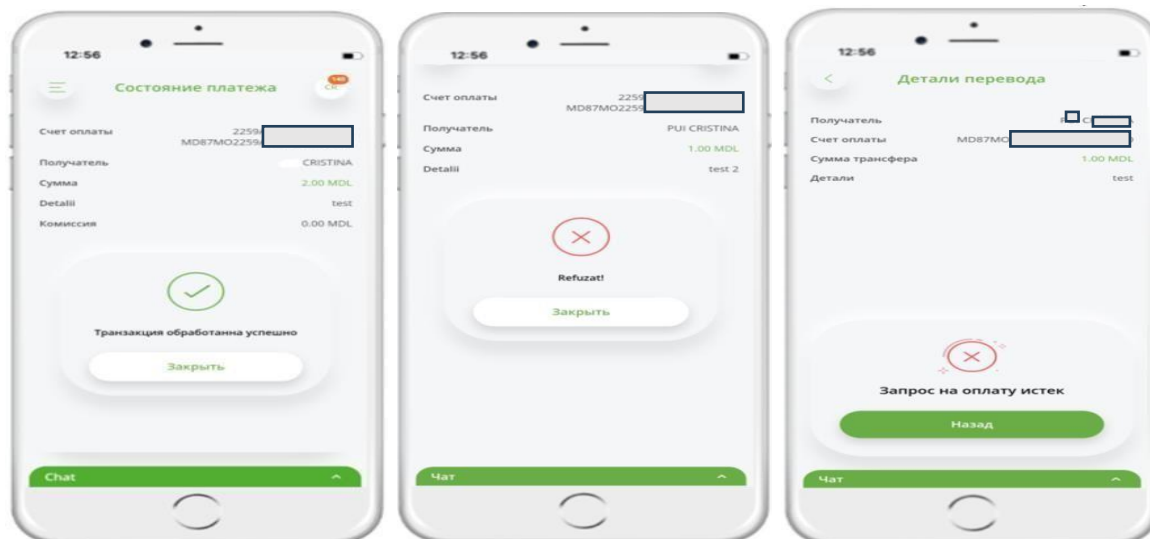 12:56
Состояние платежа
Счет оплаты 2259
MD87MO2259
Получатель CRISTINA
Сумма 2.00 MDL
Detalii test
Комиссия 0.00 MDL
Транзакция обработанна успешно
Закрыть
Chat
12:56
Счет оплаты 2259
MD87MO2259
Получатель PUI CRISTINA
Сумма 1.00 MDL
Detalii test 2
Refuzat!
Закрыть
Чат
12:56
Детали перевода
Получатель
Счет оплаты MD87MO
Сумма трансфера 1.00 MDL
Детали test
Запрос на оплату истек
Назад
Чат